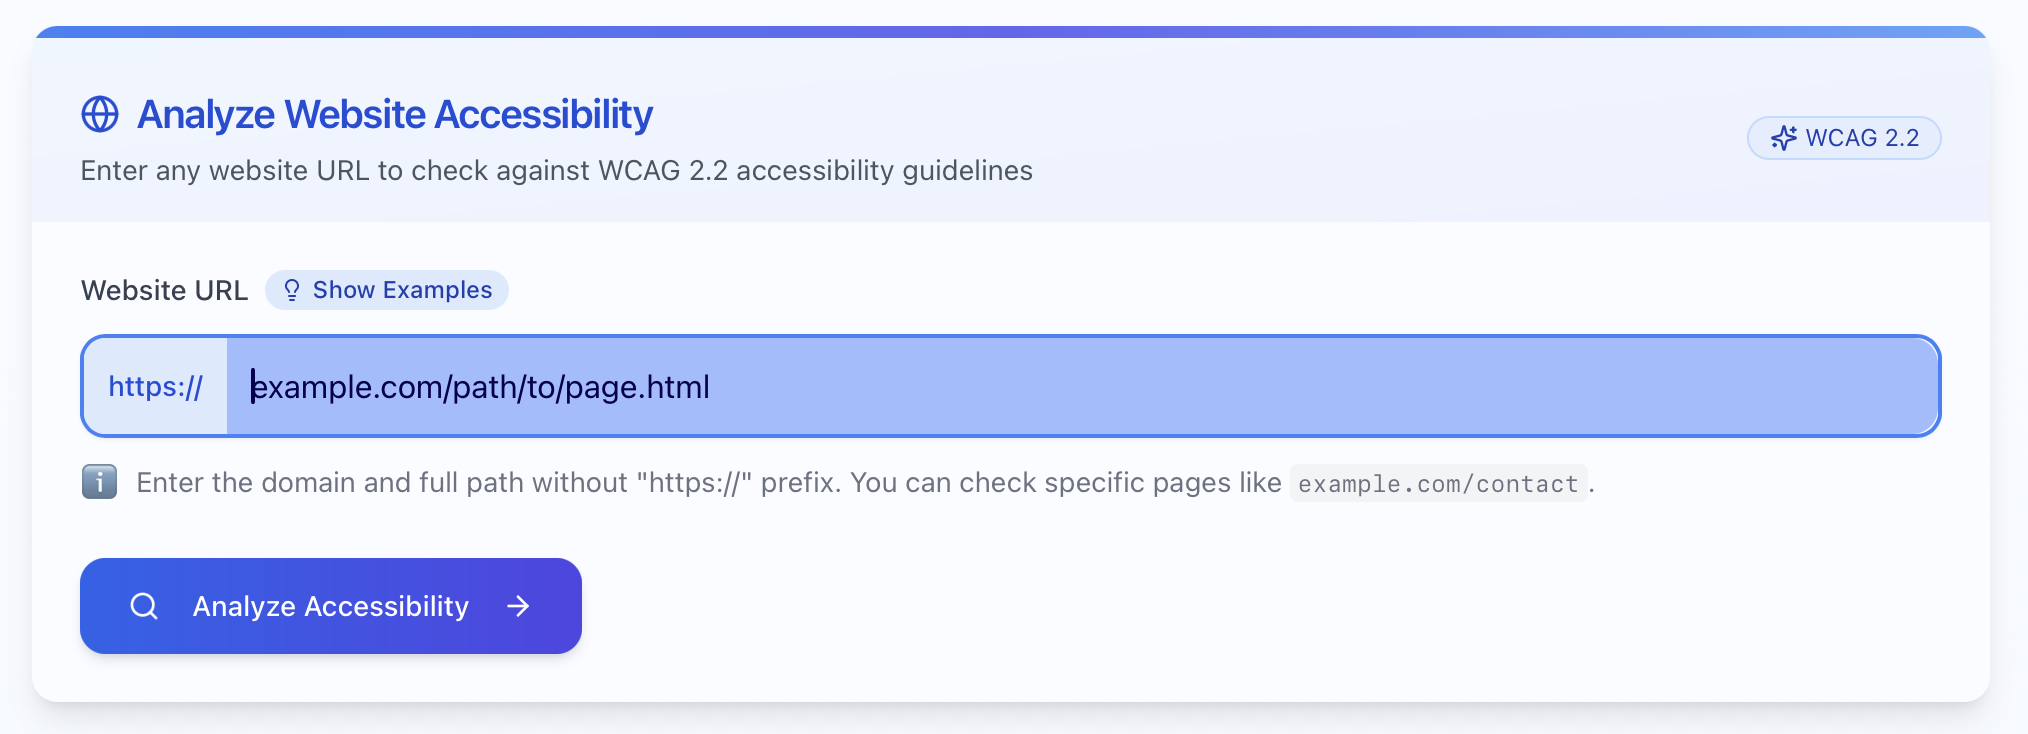 Analyze Website Accessibility
Enter any website URL to check against WCAG 2.2 accessibility guidelines
WCAG 2.2
Website URL
Show Examples
https://
example.com/path/to/page.html
Enter the domain and full path without "https://" prefix. You can check specific pages like example.com/contact.
Analyze Accessibility